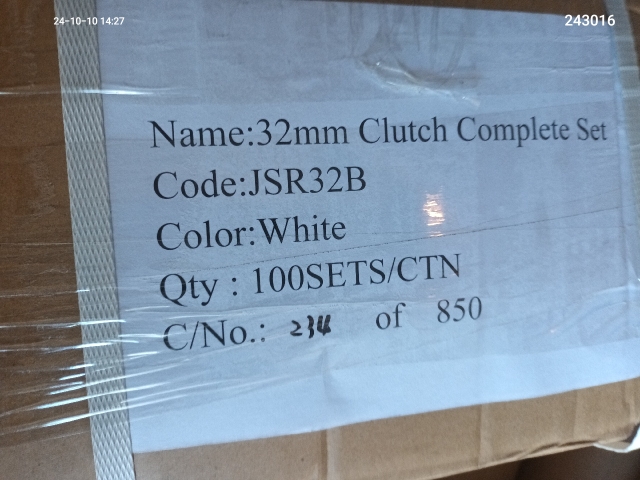 24-10-10 14:27
243016
Name:32mm Clutch Complete Set
Code:JSR32B
Color:White
Qty : 100SETS/CTN
C/No.: 234 of 850